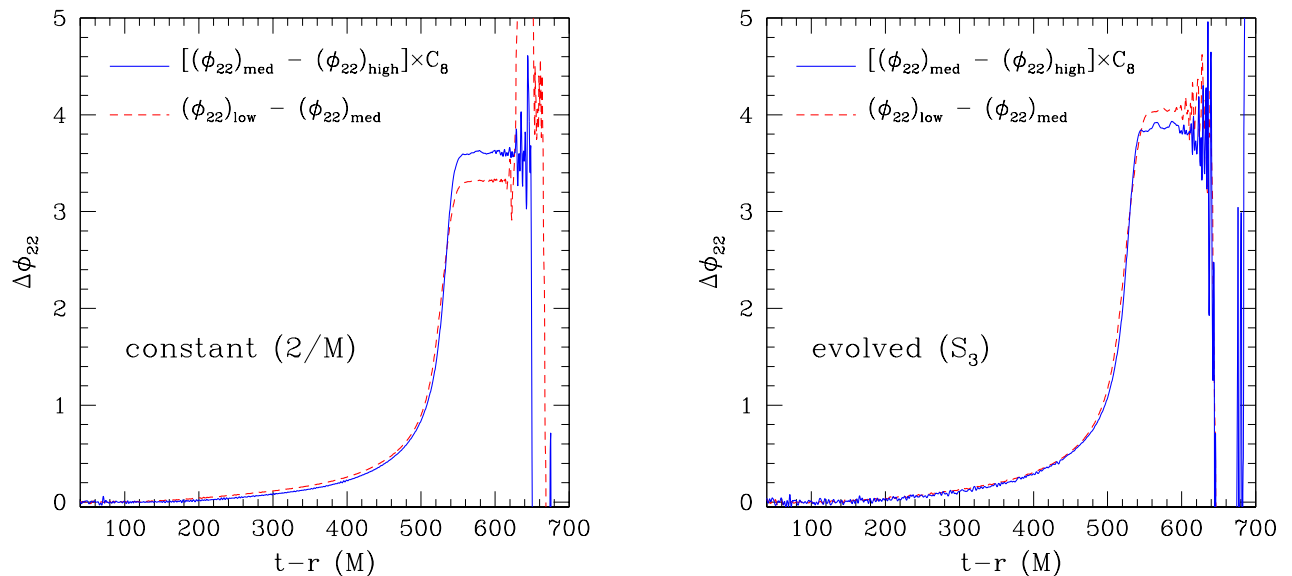 5
4
3
2
1
0
Δϕ₂₂
[(ϕ₂₂)med − (ϕ₂₂)high]×C₈
(ϕ₂₂)low − (ϕ₂₂)med
constant (2/M)
100 200 300 400 500 600 700
t−r (M)
5
4
3
2
1
0
Δϕ₂₂
[(ϕ₂₂)med − (ϕ₂₂)high]×C₈
(ϕ₂₂)low − (ϕ₂₂)med
evolved (S₃)
100 200 300 400 500 600 700
t−r (M)